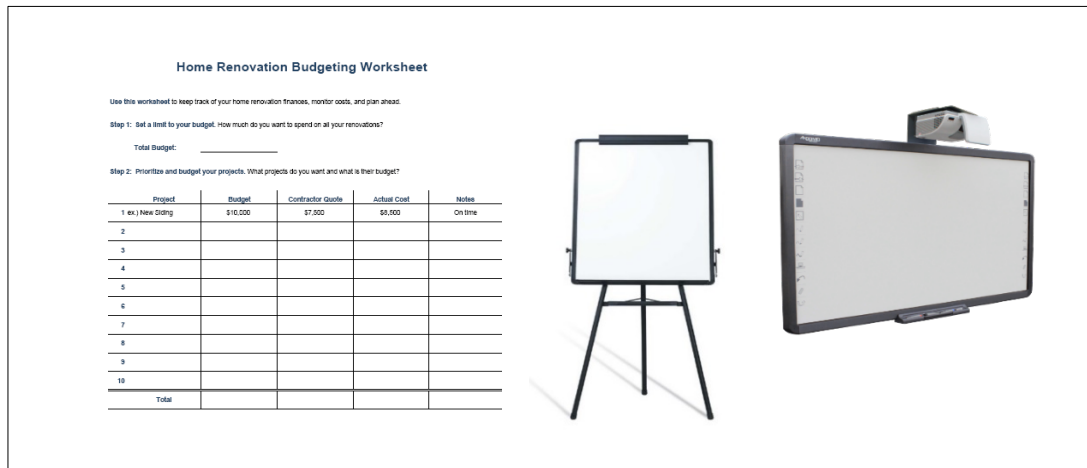 Home Renovation Budgeting Worksheet
Use this worksheet to keep track of your home renovation finances, monitor costs, and plan ahead.
Step 1: Set a limit to your budget. How much do you want to spend on all your renovations?
Total Budget:
Step 2: Prioritize and budget your projects. What projects do you want and what is their budget?
Project Budget Contractor Quote Actual Cost Notes
1 ex.) New Siding $10,000 $7,500 $8,500 On time
2
3
4
5
6
7
8
9
10
Total